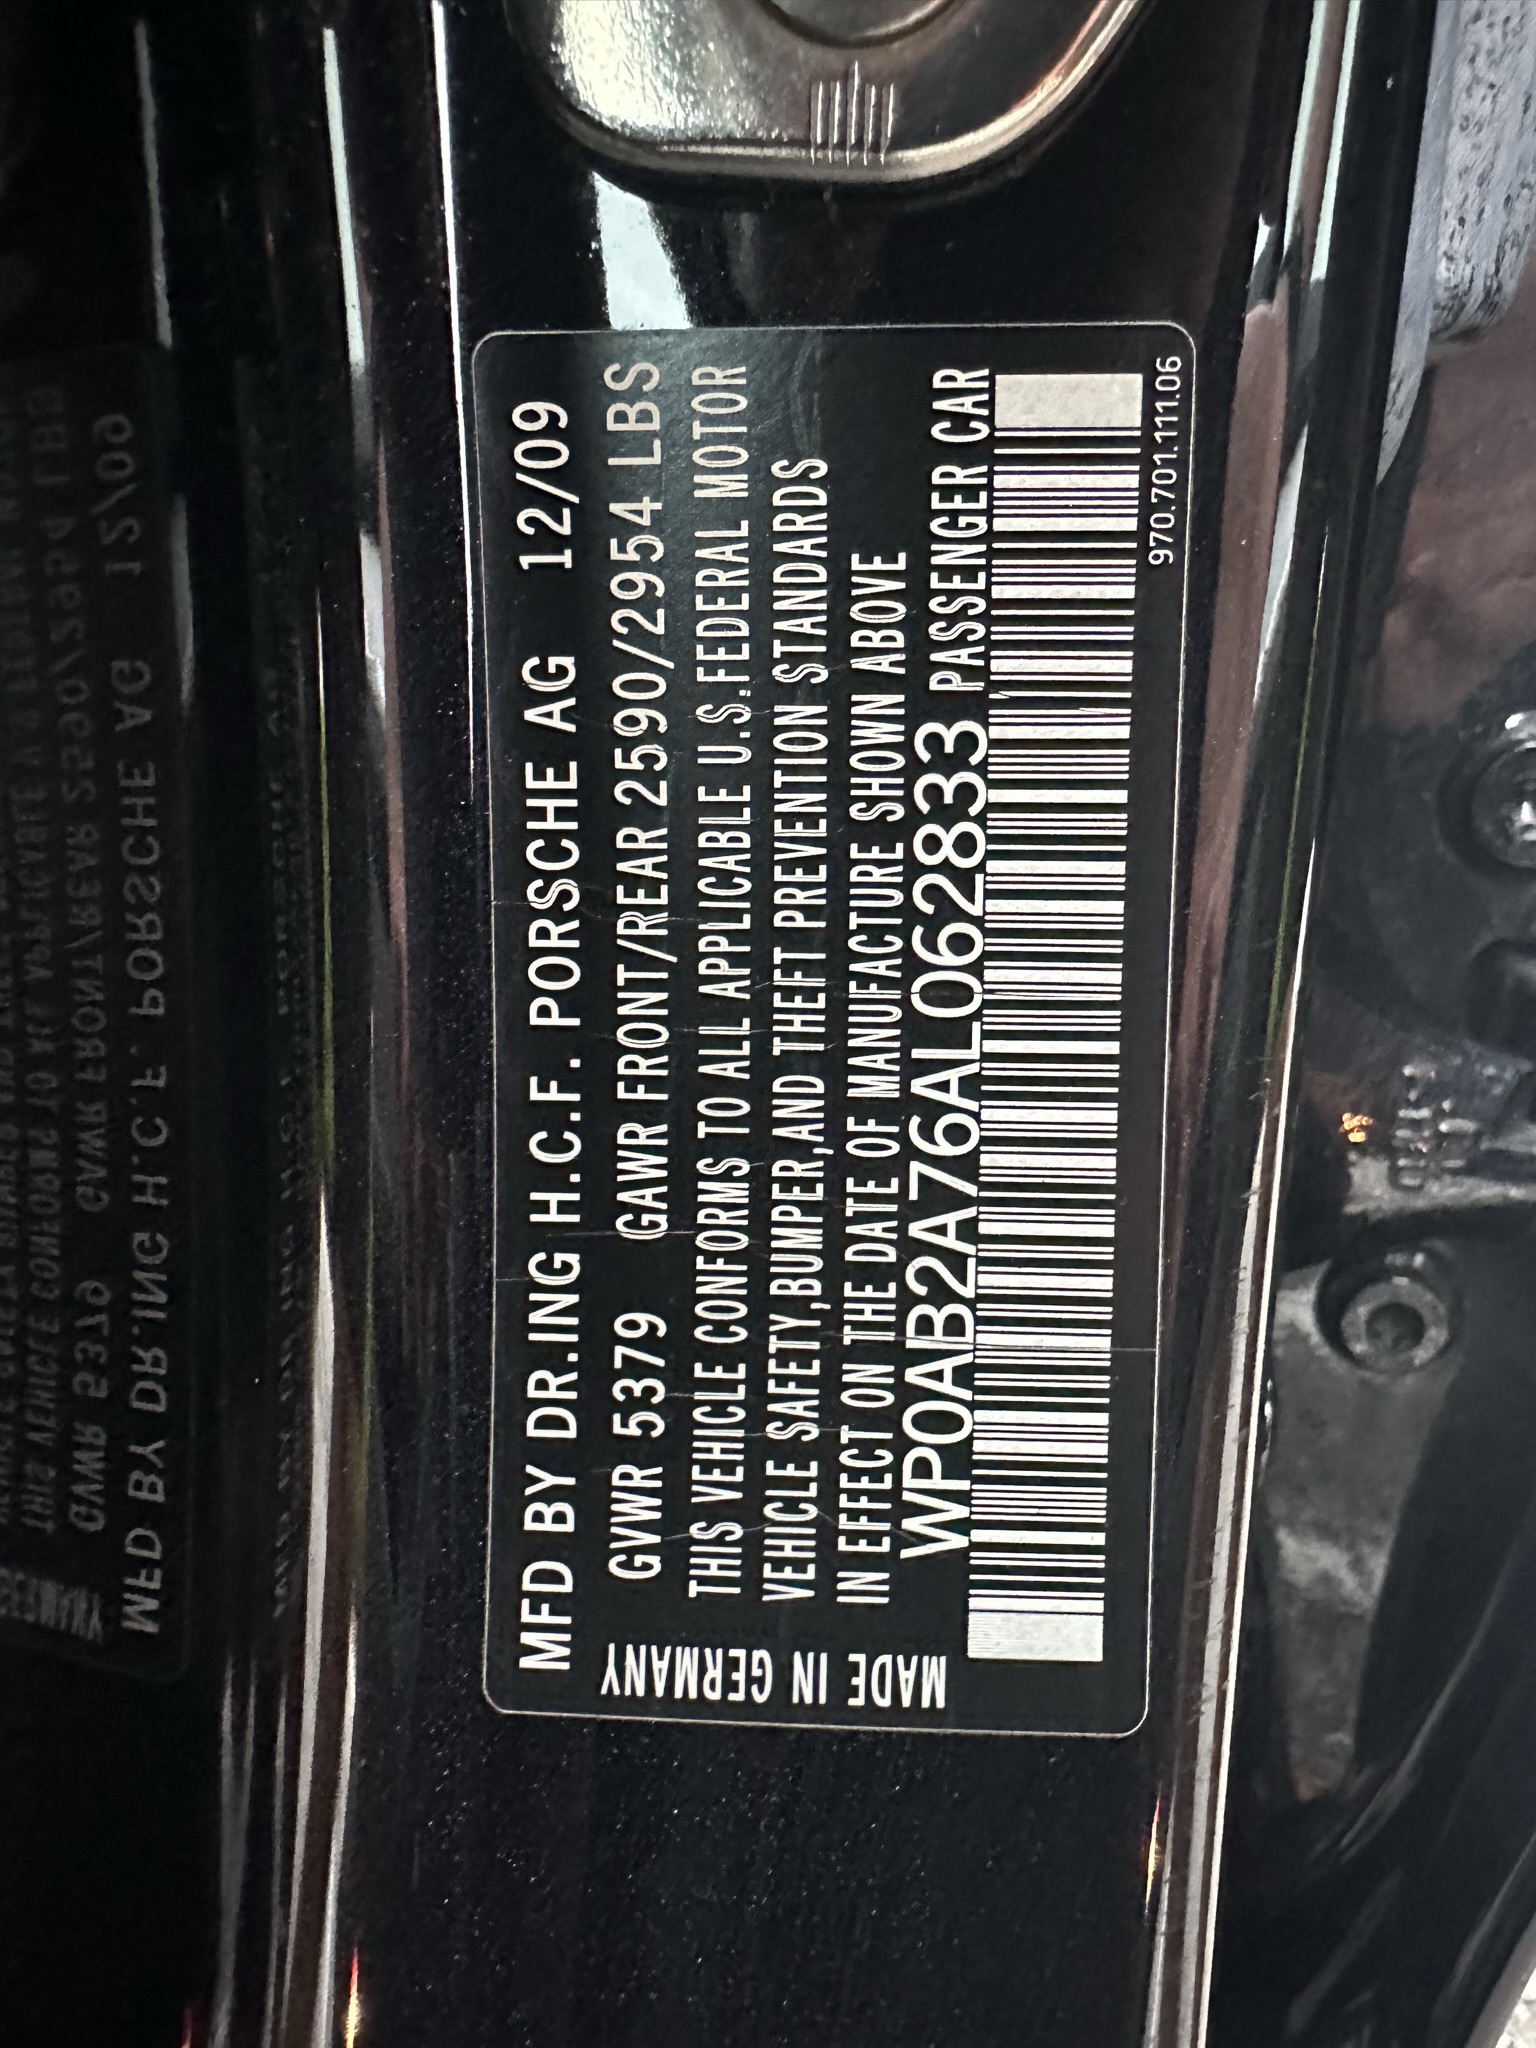 MFD BY DR.ING H.C.F. PORSCHE AG 12/09
GVWR 5379 GAWR FRONT/REAR 2590/2954 LBS
THIS VEHICLE CONFORMS TO ALL APPLICABLE U.S.FEDERAL MOTOR
VEHICLE SAFETY,BUMPER,AND THEFT PREVENTION STANDARDS
IN EFFECT ON THE DATE OF MANUFACTURE SHOWN ABOVE
WP0AB2A76AL062833 PASSENGER CAR
MADE IN GERMANY
970.701.111.06